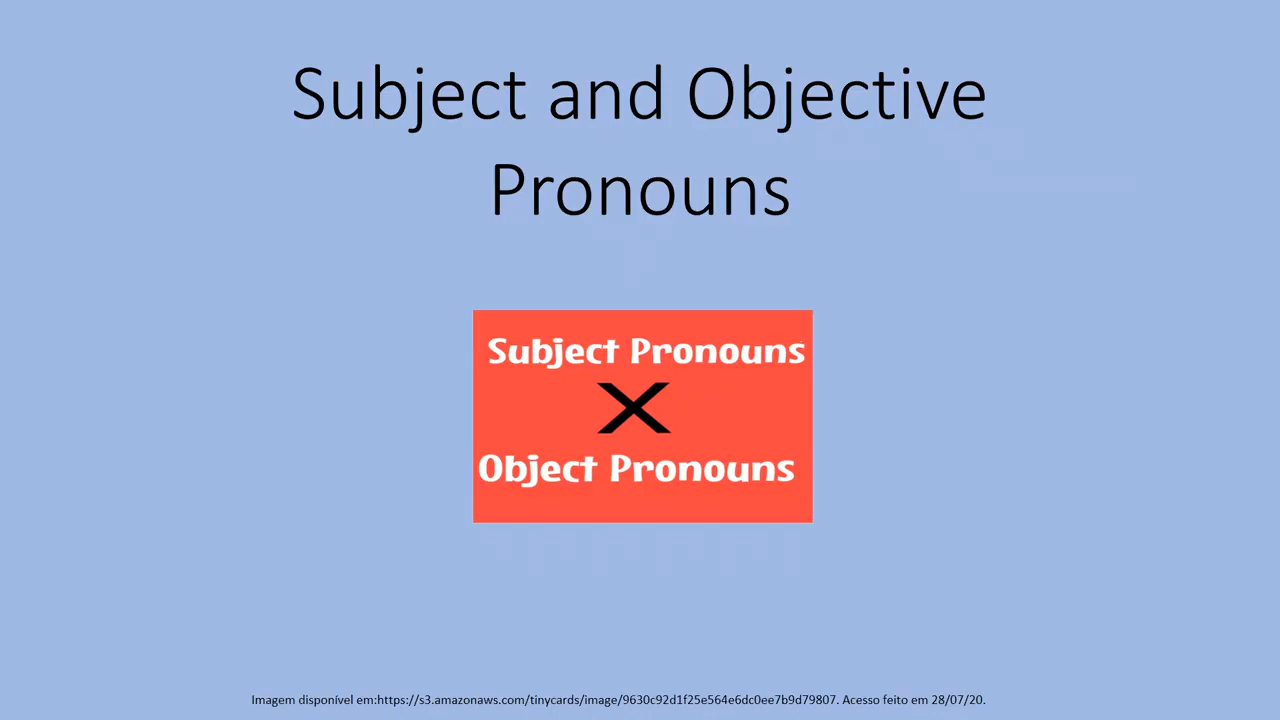 Subject and Objective
Pronouns
Subject Pronouns
X
Object Pronouns
Imagem disponível em:https://s3.amazonaws.com/tinycards/image/9630c92d1f25e564e6dc0ee7b9d79807. Acesso feito em 28/07/20.